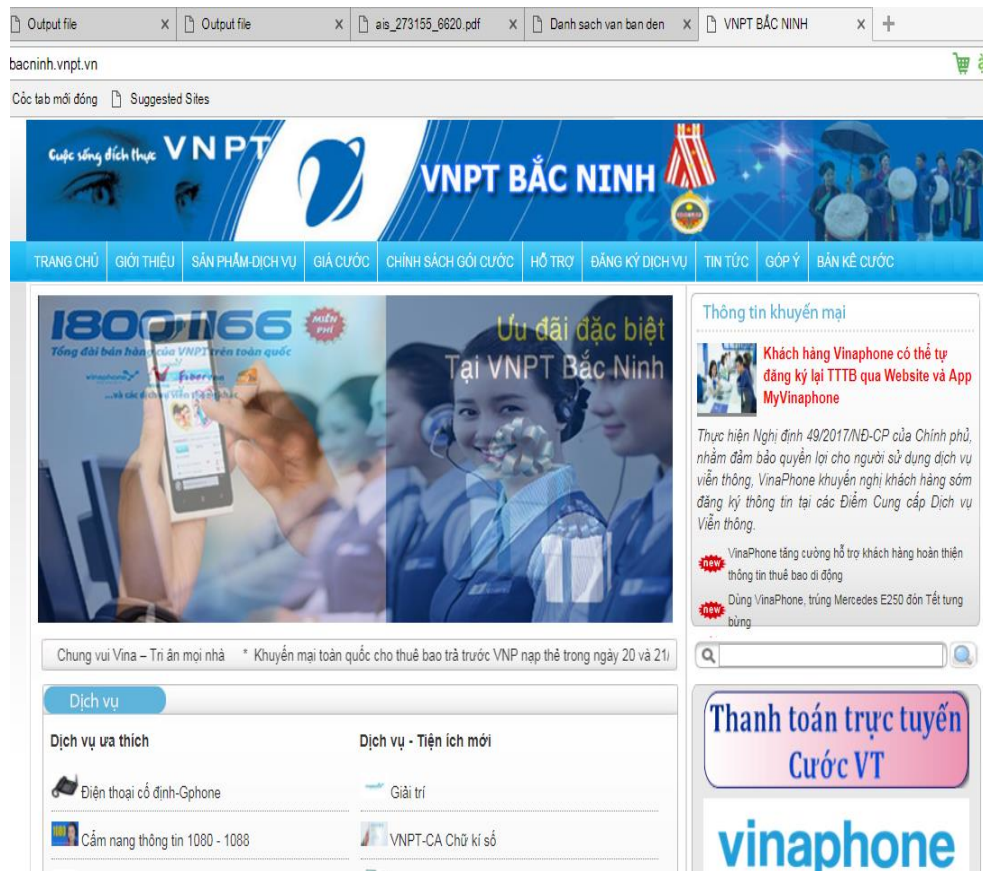 Output file
Output file
ais_273155_6620.pdf
Danh sach van ban den
VNPT BẮC NINH
bacninh.vnpt.vn
Cốc tab mới đóng
Suggested Sites
Cuộc sống đích thực
VNPT
VNPT BẮC NINH
TRANG CHỦ GIỚI THIỆU SẢN PHẨM-DỊCH VỤ GIÁ CƯỚC CHÍNH SÁCH GÓI CƯỚC HỖ TRỢ ĐĂNG KÝ DỊCH VỤ TIN TỨC GÓP Ý BẢN KÊ CƯỚC
1800 1166
MIỄN PHÍ
Tổng đài bán hàng của VNPT trên toàn quốc
vinaphone
...và các dịch vụ Viễn thông khác
Ưu đãi đặc biệt
Tại VNPT Bắc Ninh
Thông tin khuyến mại
Khách hàng Vinaphone có thể tự
đăng ký lại TTTB qua Website và App
MyVinaphone
Thực hiện Nghị định 49/2017/NĐ-CP của Chính phủ,
nhằm đảm bảo quyền lợi cho người sử dụng dịch vụ
viễn thông, VinaPhone khuyến nghị khách hàng sớm
đăng ký thông tin tại các Điểm Cung cấp Dịch vụ
Viễn thông.
new VinaPhone tăng cường hỗ trợ khách hàng hoàn thiện
thông tin thuê bao di động
new Dùng VinaPhone, trúng Mercedes E250 đón Tết tưng
bừng
Chung vui Vina – Tri ân mọi nhà * Khuyến mại toàn quốc cho thuê bao trả trước VNP nạp thẻ trong ngày 20 và 21/
Dịch vụ
Dịch vụ ưa thích
Điện thoại cố định-Gphone
Cẩm nang thông tin 1080 - 1088
Dịch vụ - Tiện ích mới
Giải trí
VNPT-CA Chữ kí số
Thanh toán trực tuyến
Cước VT
vinaphone